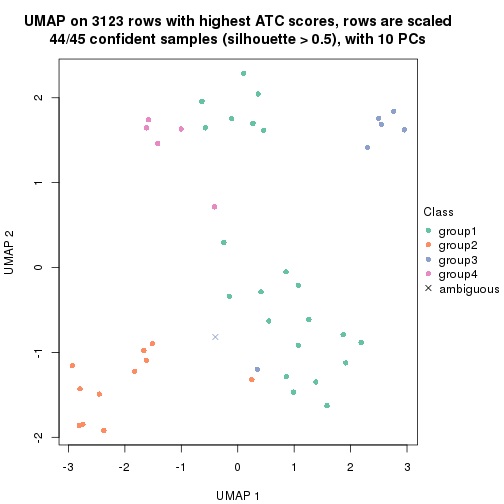 UMAP on 3123 rows with highest ATC scores, rows are scaled
44/45 confident samples (silhouette > 0.5), with 10 PCs
2
1
0
-1
-2
UMAP 2
-3 -2 -1 0 1 2 3
UMAP 1
Class
group1
group2
group3
group4
ambiguous